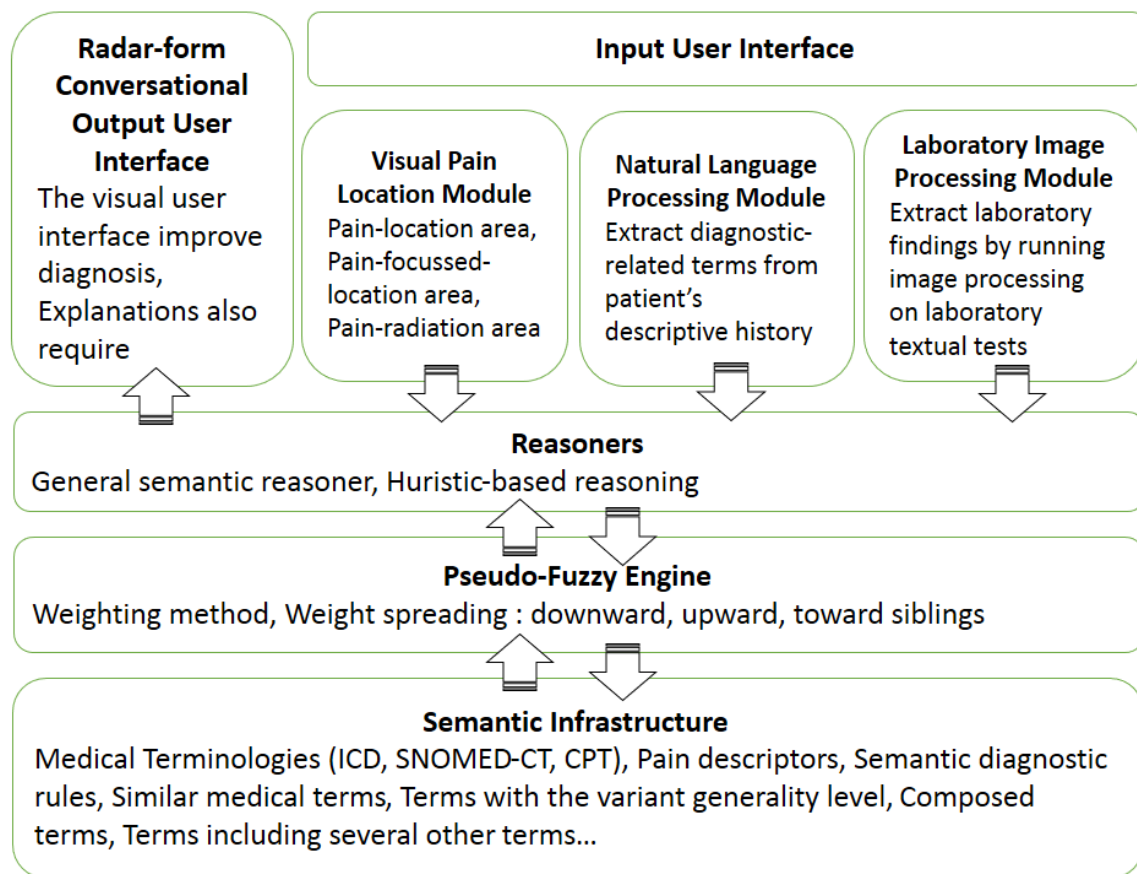 Radar-form
Conversational
Output User
Interface
The visual user
interface improve
diagnosis,
Explanations also
require
Input User Interface
Visual Pain
Location Module
Pain-location area,
Pain-focussed-
location area,
Pain-radiation area
Natural Language
Processing Module
Extract diagnostic-
related terms from
patient’s
descriptive history
Laboratory Image
Processing Module
Extract laboratory
findings by running
image processing
on laboratory
textual tests
Reasoners
General semantic reasoner, Huristic-based reasoning
Pseudo-Fuzzy Engine
Weighting method, Weight spreading : downward, upward, toward siblings
Semantic Infrastructure
Medical Terminologies (ICD, SNOMED-CT, CPT), Pain descriptors, Semantic diagnostic
rules, Similar medical terms, Terms with the variant generality level, Composed
terms, Terms including several other terms…